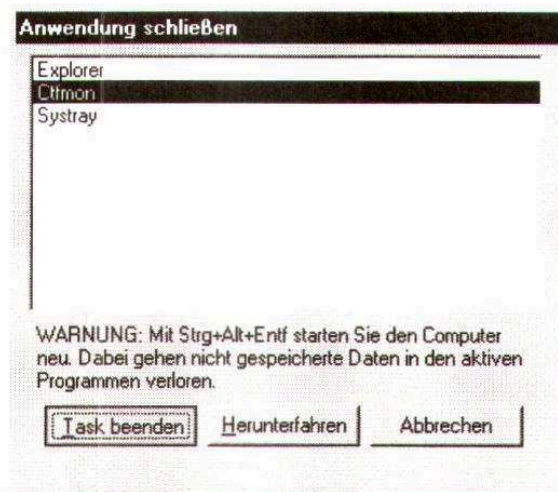 Anwendung schließen
Explorer
Ctfmon
Systray
WARNUNG: Mit Strg+Alt+Entf starten Sie den Computer
neu. Dabei gehen nicht gespeicherte Daten in den aktiven
Programmen verloren.
Task beenden
Herunterfahren
Abbrechen